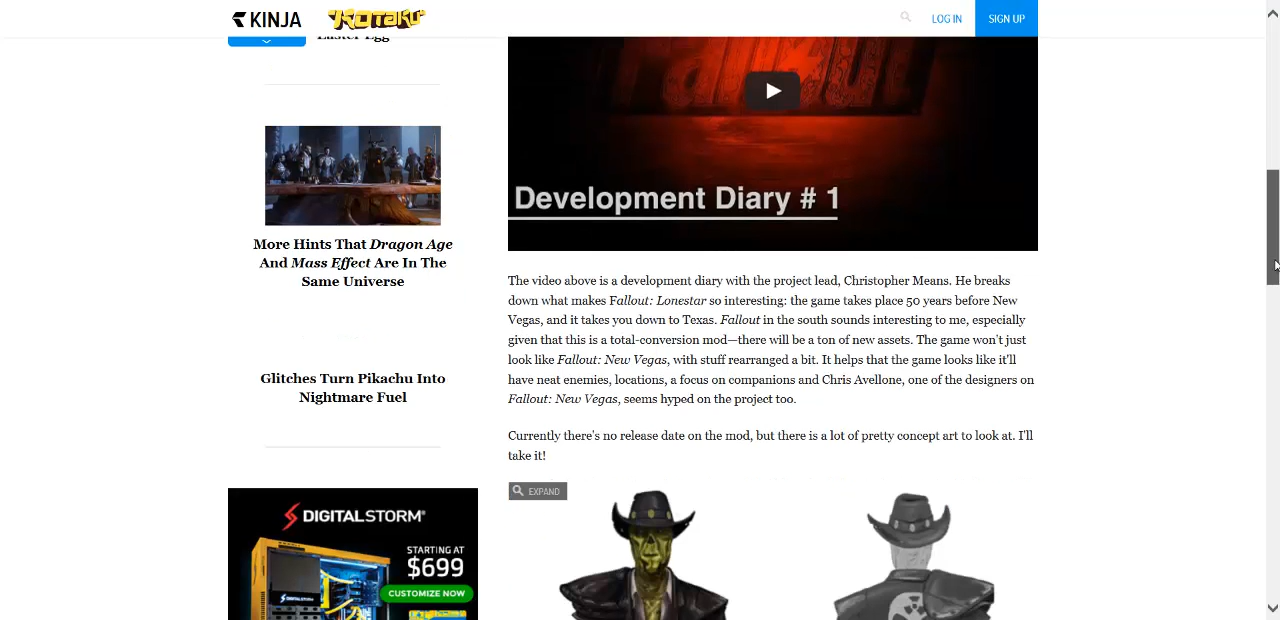 KINJA
KOTAKU
LOG IN
SIGN UP
Easter Egg
More Hints That Dragon Age
And Mass Effect Are In The
Same Universe
Glitches Turn Pikachu Into
Nightmare Fuel
DIGITALSTORM
STARTING AT
$699
CUSTOMIZE NOW
DIGITALSTORM
Fallout
Development Diary # 1
The video above is a development diary with the project lead, Christopher Means. He breaks
down what makes Fallout: Lonestar so interesting: the game takes place 50 years before New
Vegas, and it takes you down to Texas. Fallout in the south sounds interesting to me, especially
given that this is a total-conversion mod—there will be a ton of new assets. The game won't just
look like Fallout: New Vegas, with stuff rearranged a bit. It helps that the game looks like it'll
have neat enemies, locations, a focus on companions and Chris Avellone, one of the designers on
Fallout: New Vegas, seems hyped on the project too.
Currently there's no release date on the mod, but there is a lot of pretty concept art to look at. I'll
take it!
EXPAND